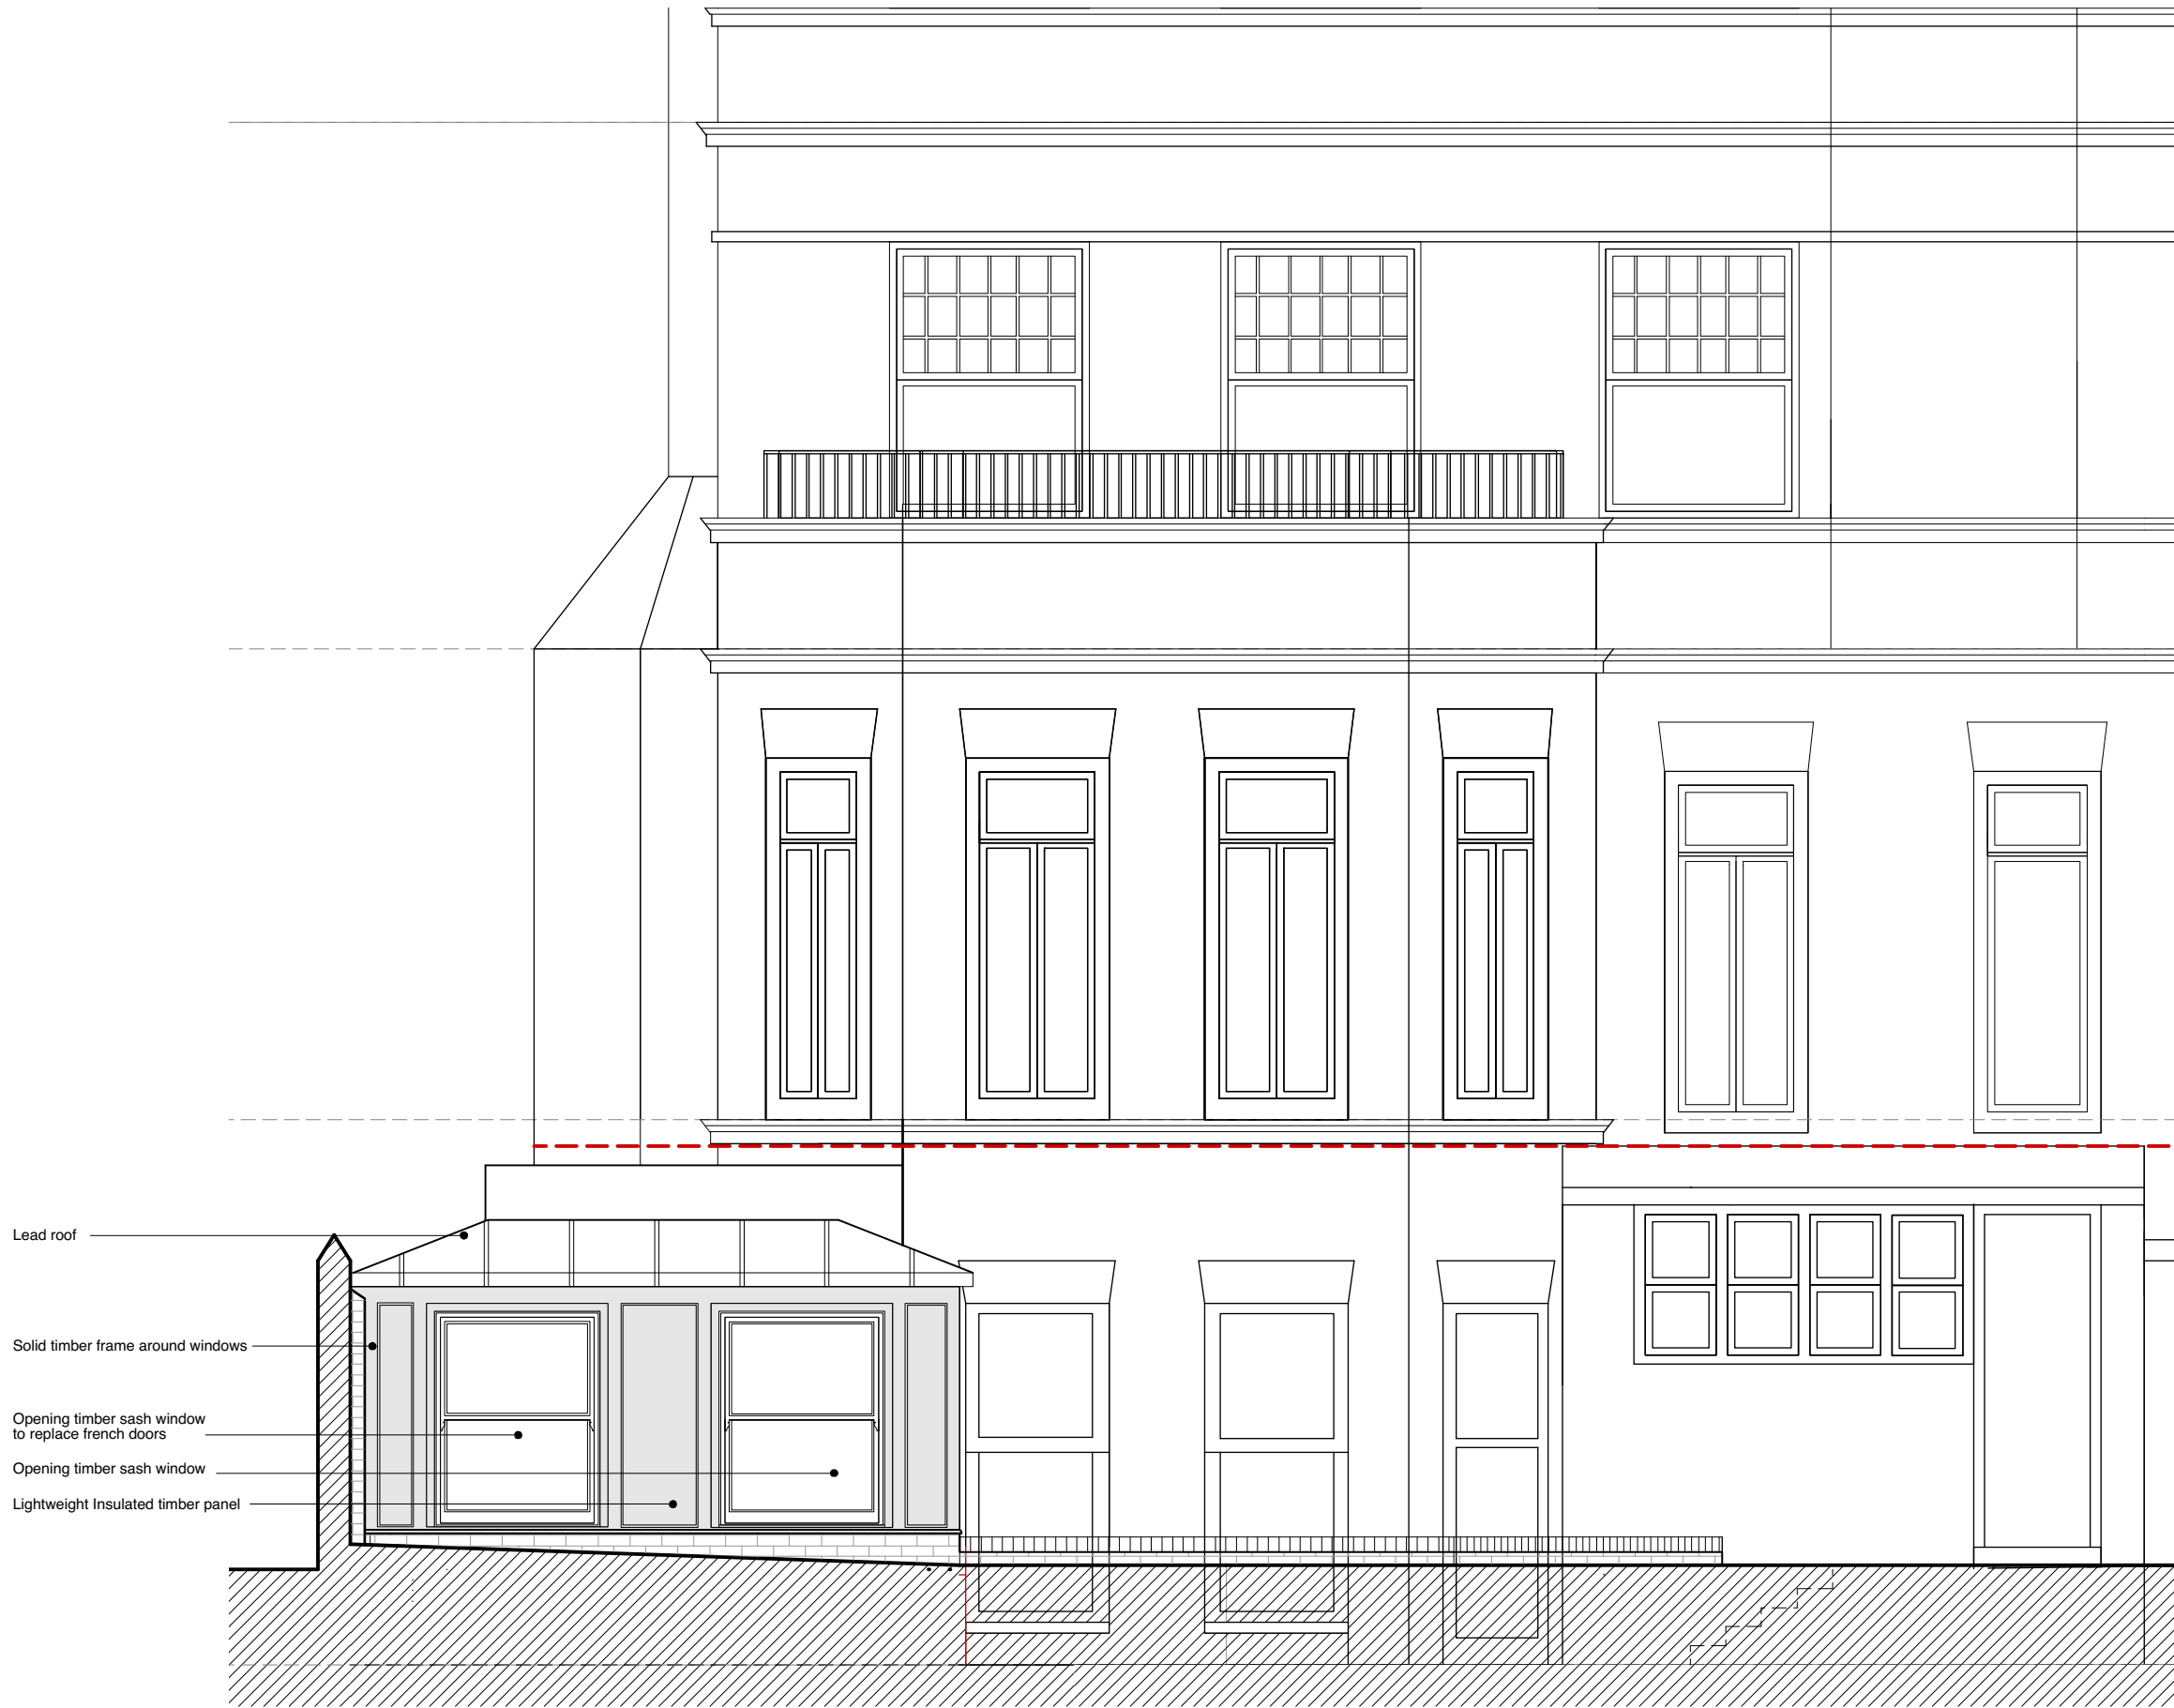 Lead roof
Solid timber frame around windows
Opening timber sash window
to replace french doors
Opening timber sash window
Lightweight Insulated timber panel